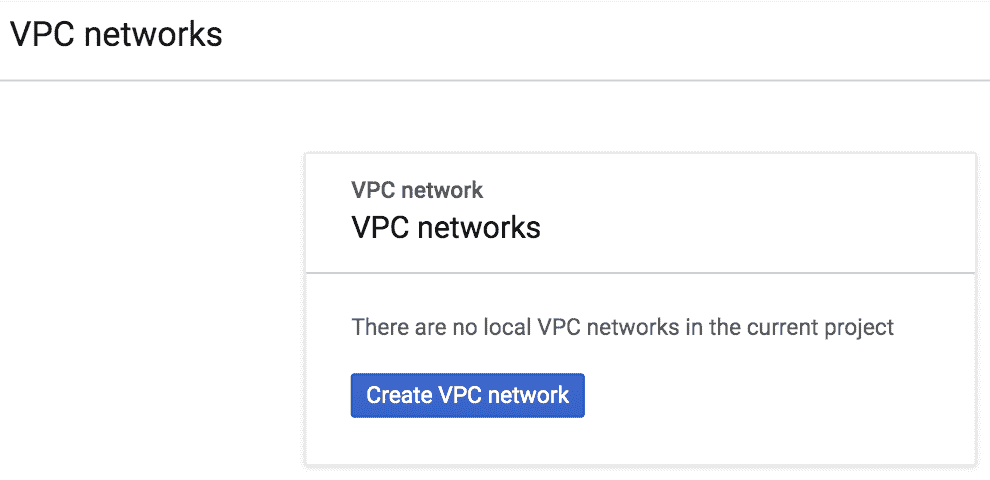 VPC networks
VPC network
VPC networks
There are no local VPC networks in the current project
Create VPC network